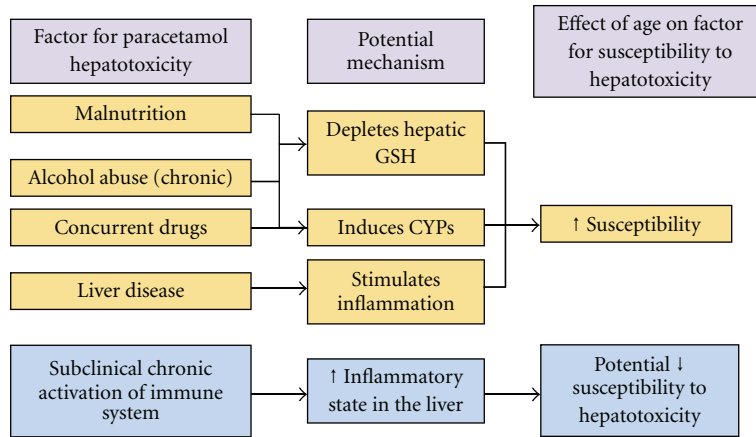 Factor for paracetamol
hepatotoxicity
Potential
mechanism
Effect of age on factor
for susceptibility to
hepatotoxicity
Malnutrition
Depletes hepatic
GSH
Alcohol abuse (chronic)
Concurrent drugs
Induces CYPs
↑ Susceptibility
Liver disease
Stimulates
inflammation
Subclinical chronic
activation of immune
system
↑ Inflammatory
state in the liver
Potential ↓
susceptibility to
hepatotoxicity